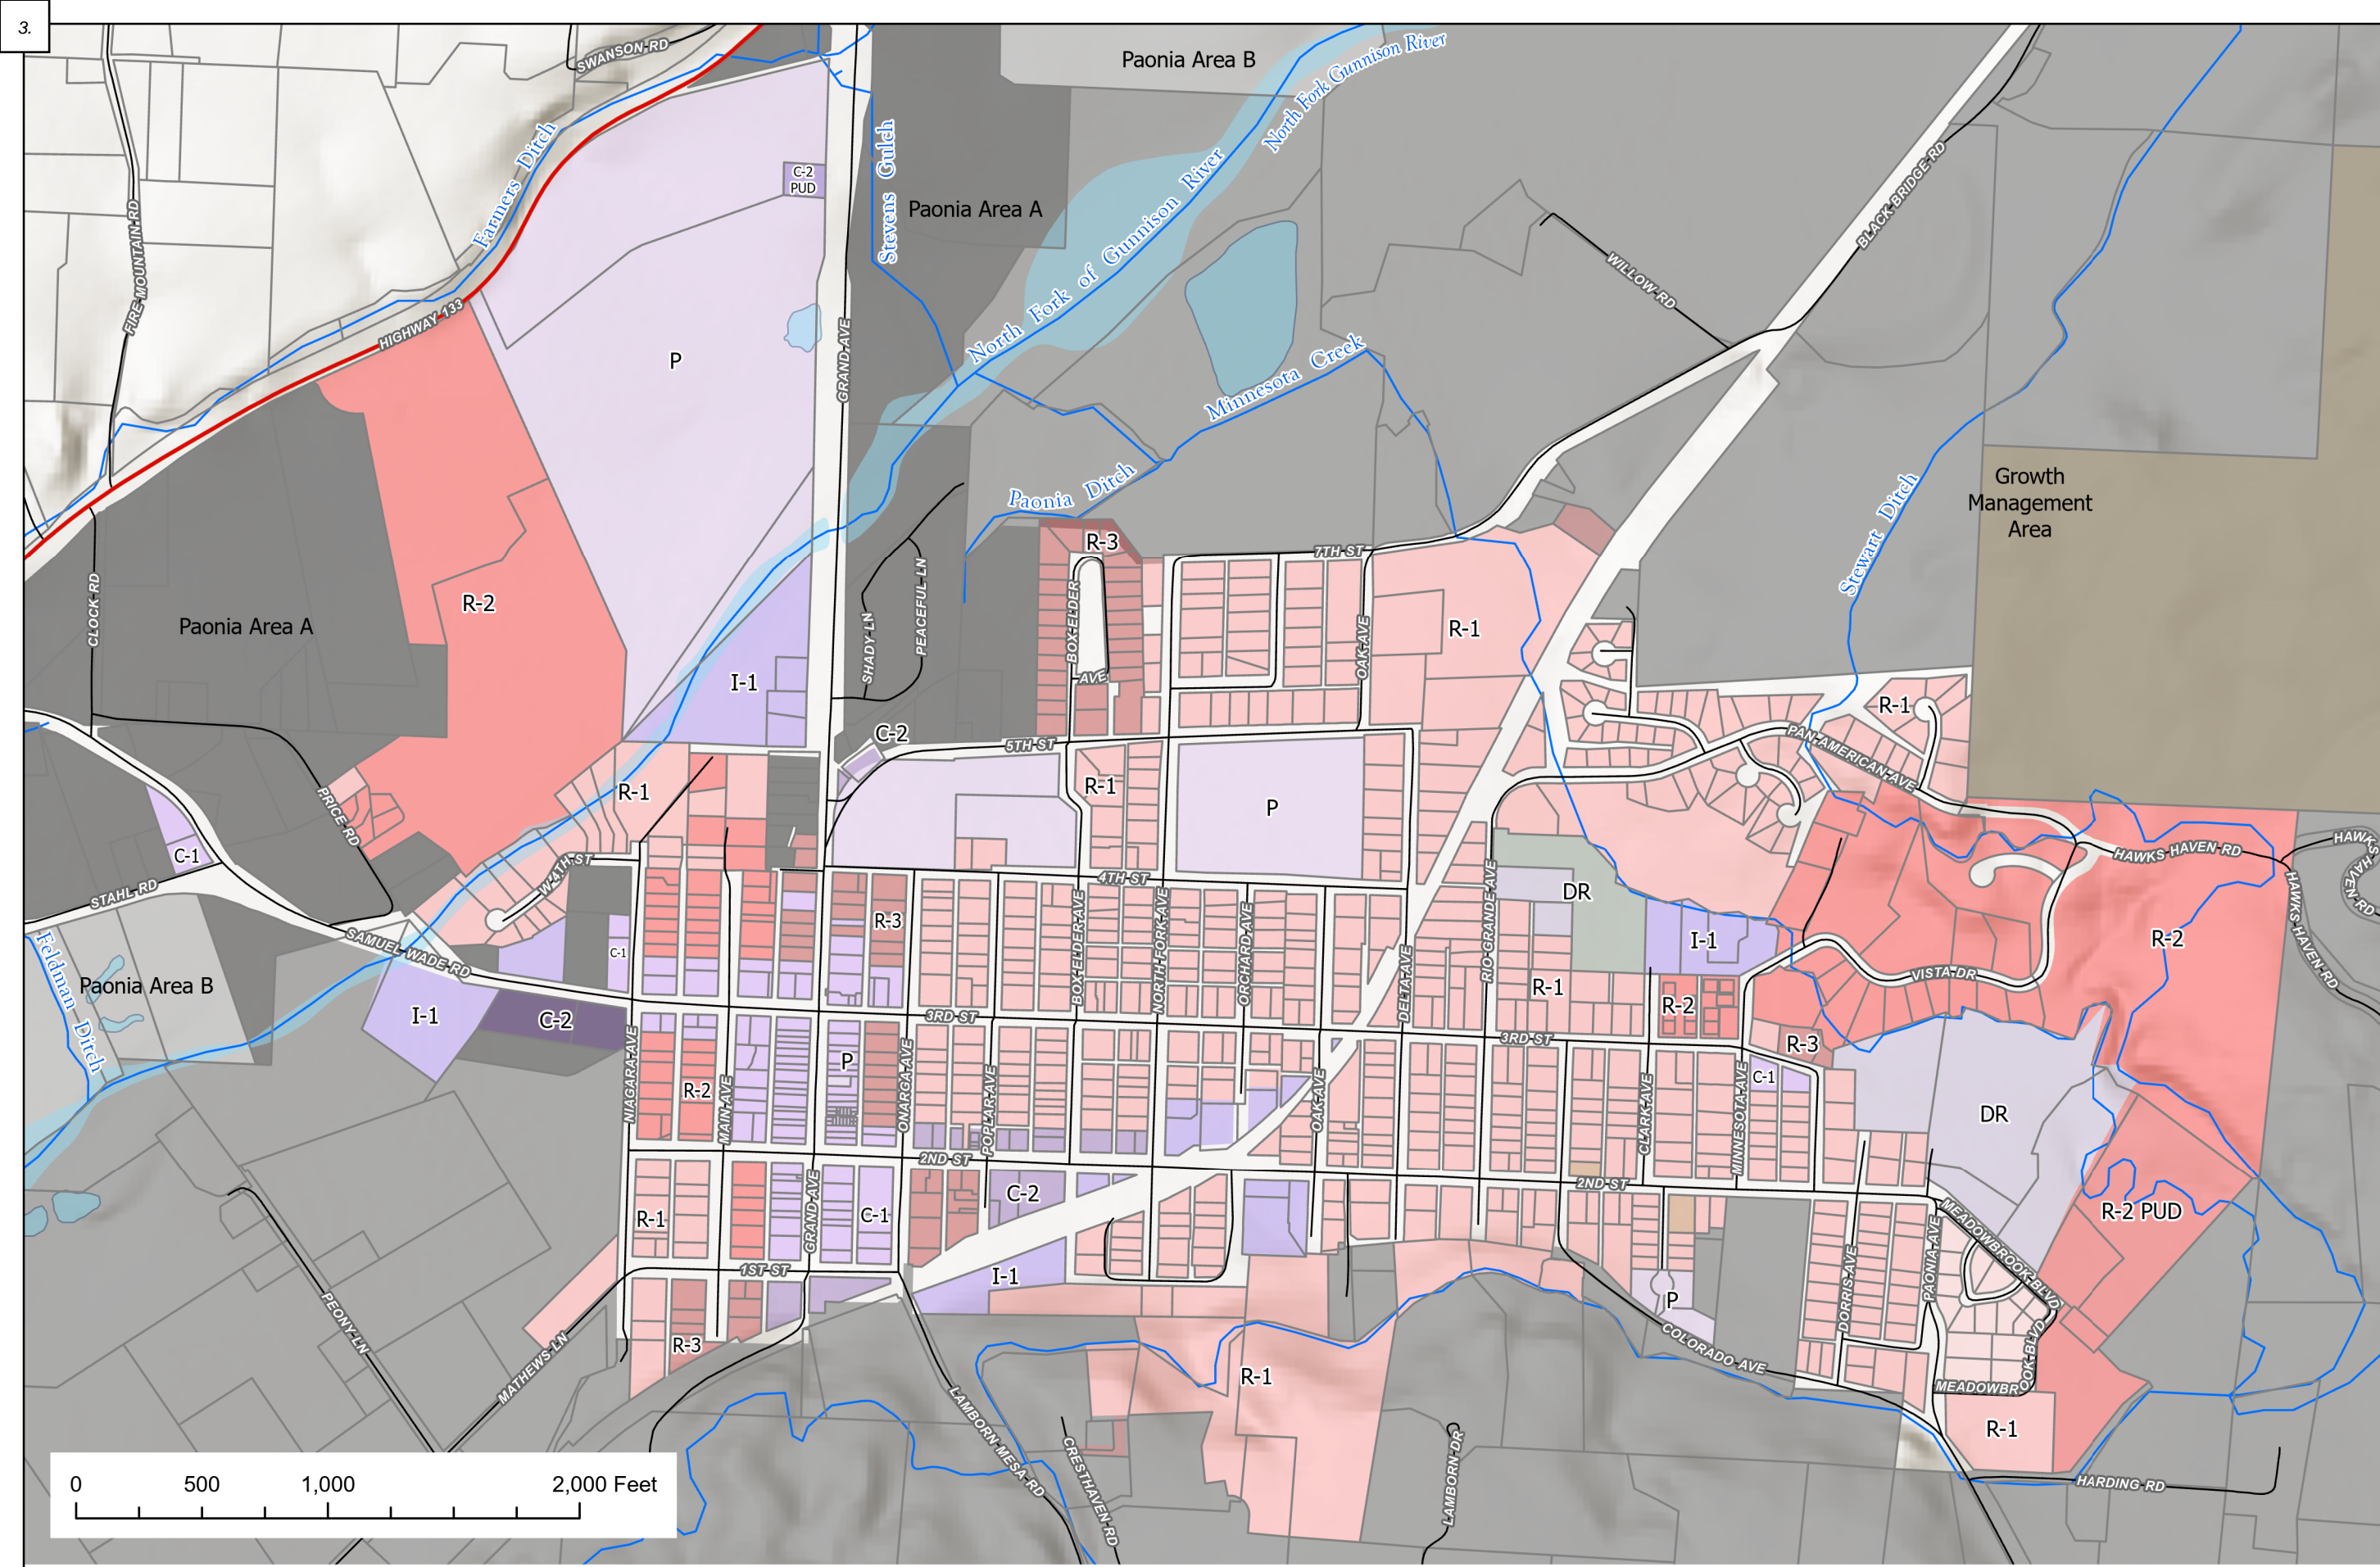 3.
SWANSON RD
Paonia Area B
North Fork Gunnison River
FIRE MOUNTAIN RD
Farmers Ditch
Stevens Gulch
C-2
PUD
Paonia Area A
North Fork of Gunnison River
BLACK BRIDGE RD
WILLOW RD
HIGHWAY 133
P
GRAND AVE
Minnesota Creek
Paonia Ditch
Growth
Management
Area
Stewart Ditch
CLOCK RD
Paonia Area A
R-2
I-1
SHADY LN
PEACEFUL LN
R-3
BOX ELDER
AVE
7TH ST
OAK AVE
R-1
R-1
C-2
5TH ST
PAN AMERICAN AVE
PRICE RD
R-1
R-1
P
C-1
STAHL RD
W 4TH ST
4TH ST
HAWKS HAVEN RD
HAWKS
HAVEN RD
HAWKS HAVEN RD
DR
RIO GRANDE AVE
R-3
BOX ELDER AVE
NORTH FORK AVE
ORCHARD AVE
DELTA AVE
I-1
R-2
SAMUEL WADE RD
C-1
Feldman Ditch
Paonia Area B
VISTA DR
R-1
R-2
I-1
C-2
3RD ST
3RD ST
R-3
NIAGARA AVE
R-2
MAIN AVE
P
ONARGA AVE
POPLAR AVE
OAK AVE
CLARK AVE
MINNESOTA AVE
C-1
DR
2ND ST
2ND ST
R-1
GRAND AVE
C-1
C-2
R-2 PUD
MEADOWBROOK BLVD
PAONIA AVE
DORRIS AVE
1ST ST
I-1
P
PEONY LN
MATHEWS LN
R-3
COLORADO AVE
R-1
MEADOWBROOK BLVD
R-1
LAMBORN MESA RD
CRESTHAVEN RD
LAMBORN DR
HARDING RD
0 500 1,000 2,000 Feet